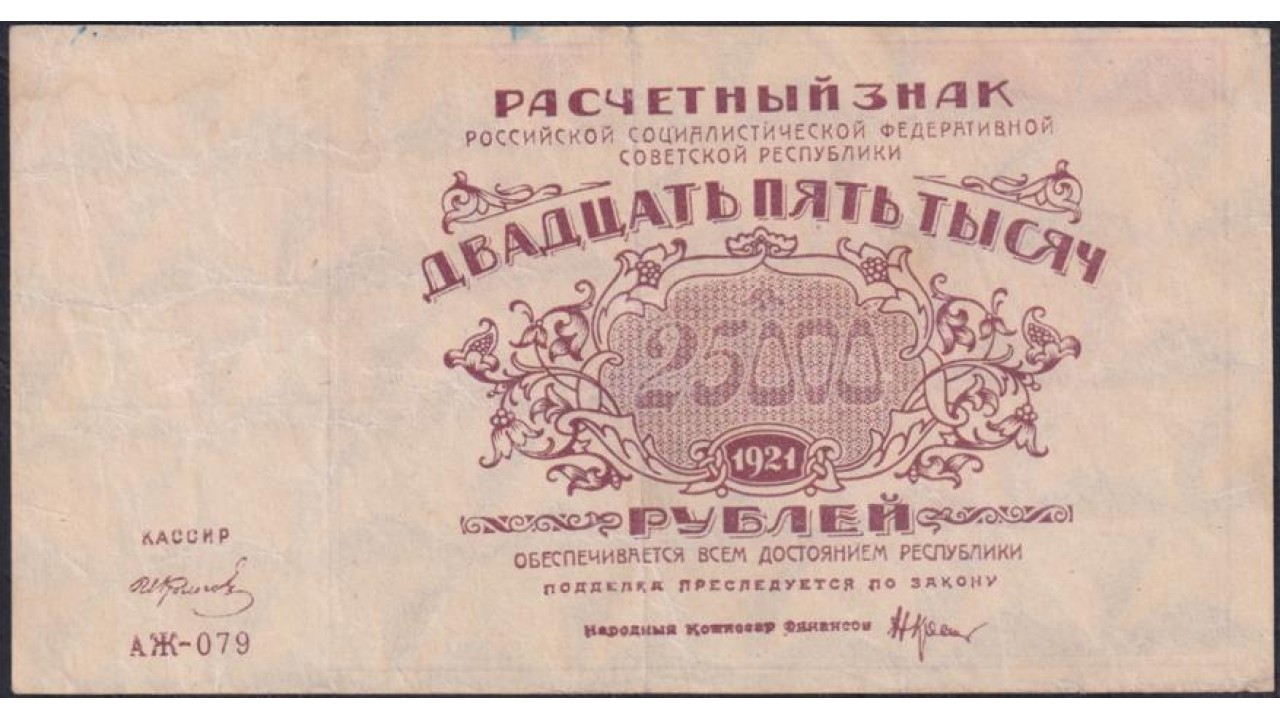 РАСЧЕТНЫЙ ЗНАК
РОССИЙСКОЙ СОЦИАЛИСТИЧЕСКОЙ ФЕДЕРАТИВНОЙ
СОВЕТСКОЙ РЕСПУБЛИКИ
ДВАДЦАТЬ ПЯТЬ ТЫСЯЧ
25000
1921
РУБЛЕЙ
ОБЕСПЕЧИВАЕТСЯ ВСЕМ ДОСТОЯНИЕМ РЕСПУБЛИКИ
ПОДДЕЛКА ПРЕСЛЕДУЕТСЯ ПО ЗАКОНУ
Народный Комиссар Финансов
КАССИР
АЖ-079